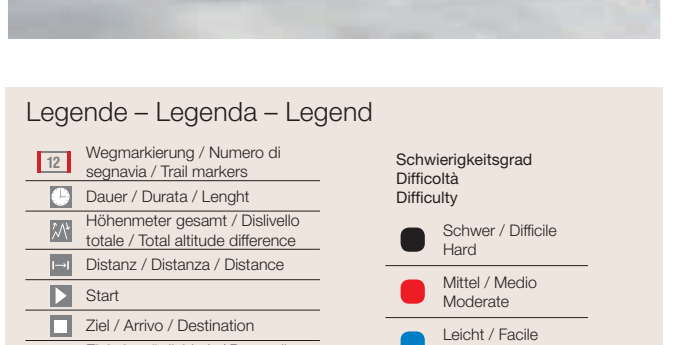 Legende – Legenda – Legend
12
Wegmarkierung / Numero di
segnavia / Trail markers
Dauer / Durata / Lenght
Höhenmeter gesamt / Dislivello
totale / Total altitude difference
Distanz / Distanza / Distance
Start
Ziel / Arrivo / Destination
Schwierigkeitsgrad
Difficoltà
Difficulty
Schwer / Difficile
Hard
Mittel / Medio
Moderate
Leicht / Facile